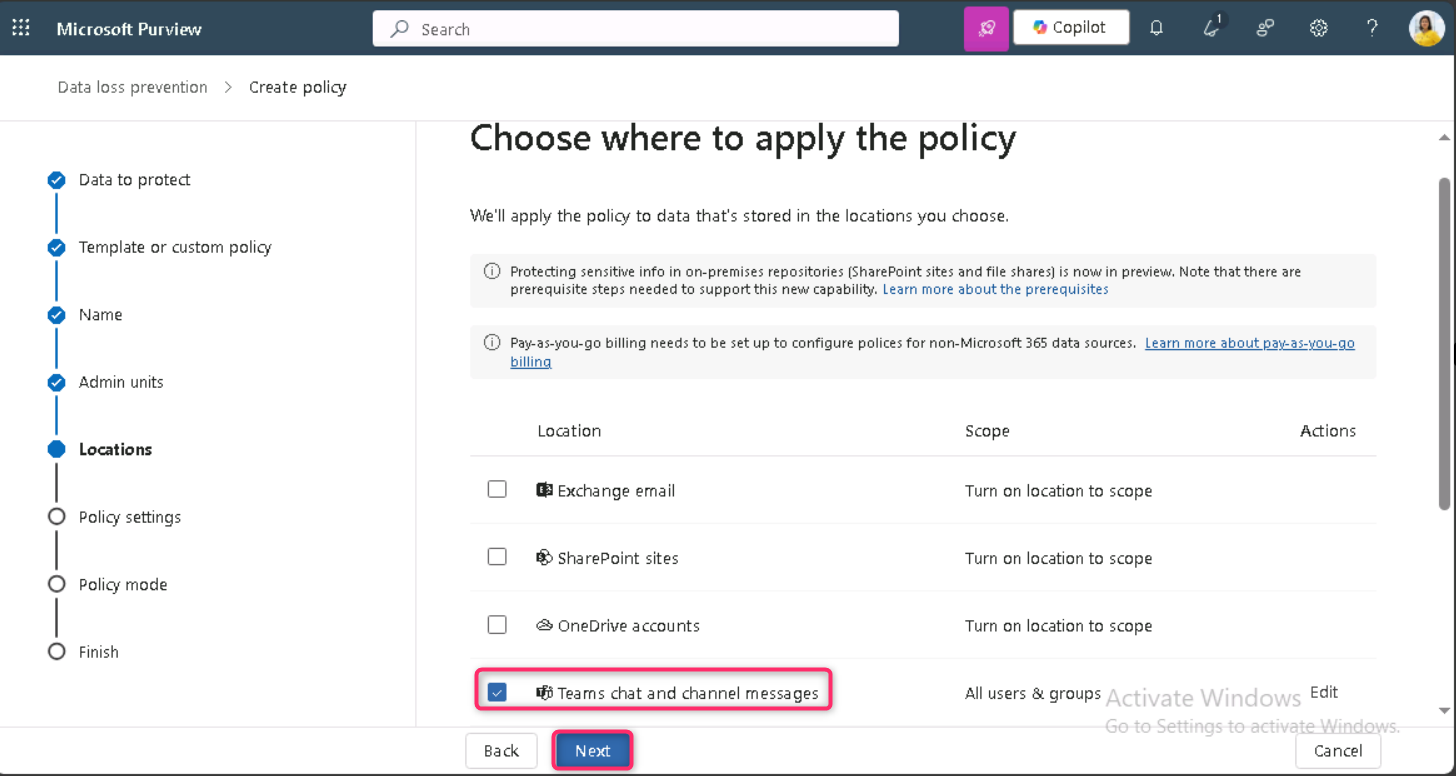 Microsoft Purview
Search
Copilot
1
Data loss prevention > Create policy
Choose where to apply the policy
Data to protect
Template or custom policy
Name
Admin units
Locations
Policy settings
Policy mode
Finish
We'll apply the policy to data that's stored in the locations you choose.
Protecting sensitive info in on-premises repositories (SharePoint sites and file shares) is now in preview. Note that there are
prerequisite steps needed to support this new capability. Learn more about the prerequisites
Pay-as-you-go billing needs to be set up to configure polices for non-Microsoft 365 data sources. Learn more about pay-as-you-go
billing
Location Scope Actions
Exchange email Turn on location to scope
SharePoint sites Turn on location to scope
OneDrive accounts Turn on location to scope
Teams chat and channel messages All users & groups Edit
Activate Windows
Go to Settings to activate Windows.
Back Next Cancel